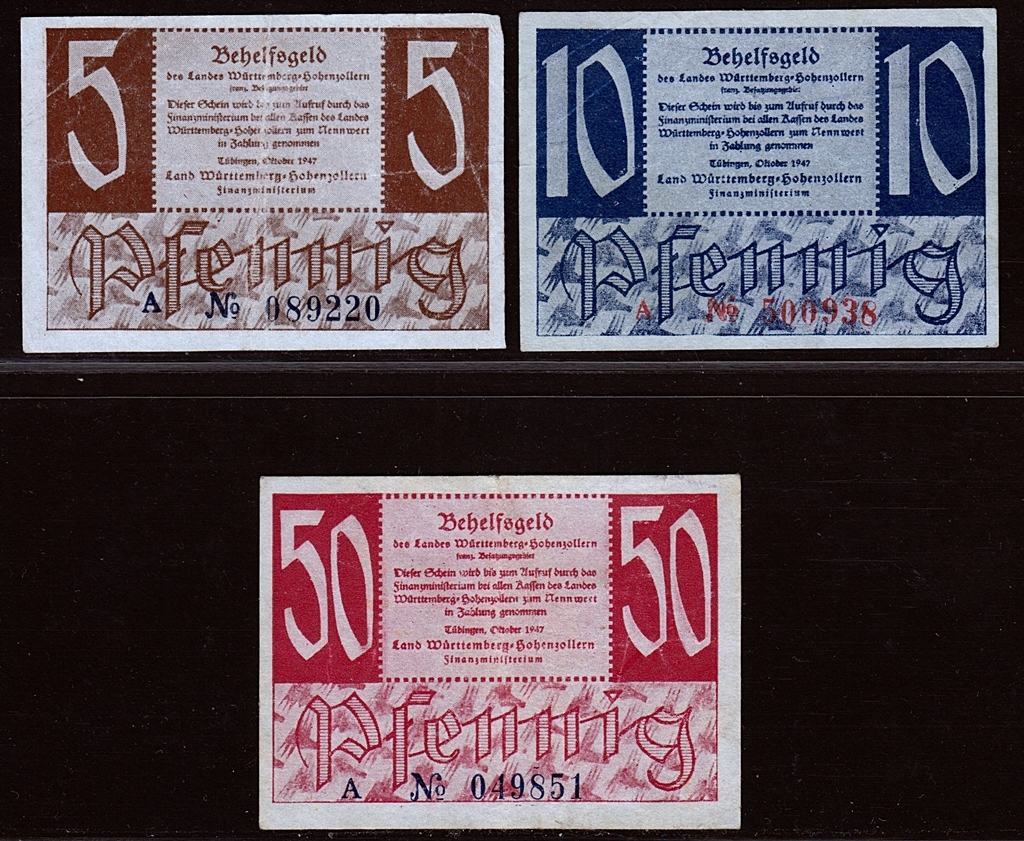 5 5
Behelfsgeld
des Landes Württemberg-Hohenzollern
franz. Besatzungsgebiet
Dieser Schein wird bis zum Aufruf durch das
Finanzministerium bei allen Kassen des Landes
Württemberg-Hohenzollern zum Nennwert
in Zahlung genommen
Tübingen, Oktober 1947
Land Württemberg-Hohenzollern
Finanzministerium
Pfennig
A № 089220
10 10
Behelfsgeld
des Landes Württemberg-Hohenzollern
franz. Besatzungsgebiet
Dieser Schein wird bis zum Aufruf durch das
Finanzministerium bei allen Kassen des Landes
Württemberg-Hohenzollern zum Nennwert
in Zahlung genommen
Tübingen, Oktober 1947
Land Württemberg-Hohenzollern
Finanzministerium
Pfennig
A № 500938
50 50
Behelfsgeld
des Landes Württemberg-Hohenzollern
franz. Besatzungsgebiet
Dieser Schein wird bis zum Aufruf durch das
Finanzministerium bei allen Kassen des Landes
Württemberg-Hohenzollern zum Nennwert
in Zahlung genommen
Tübingen, Oktober 1947
Land Württemberg-Hohenzollern
Finanzministerium
Pfennig
A № 049851